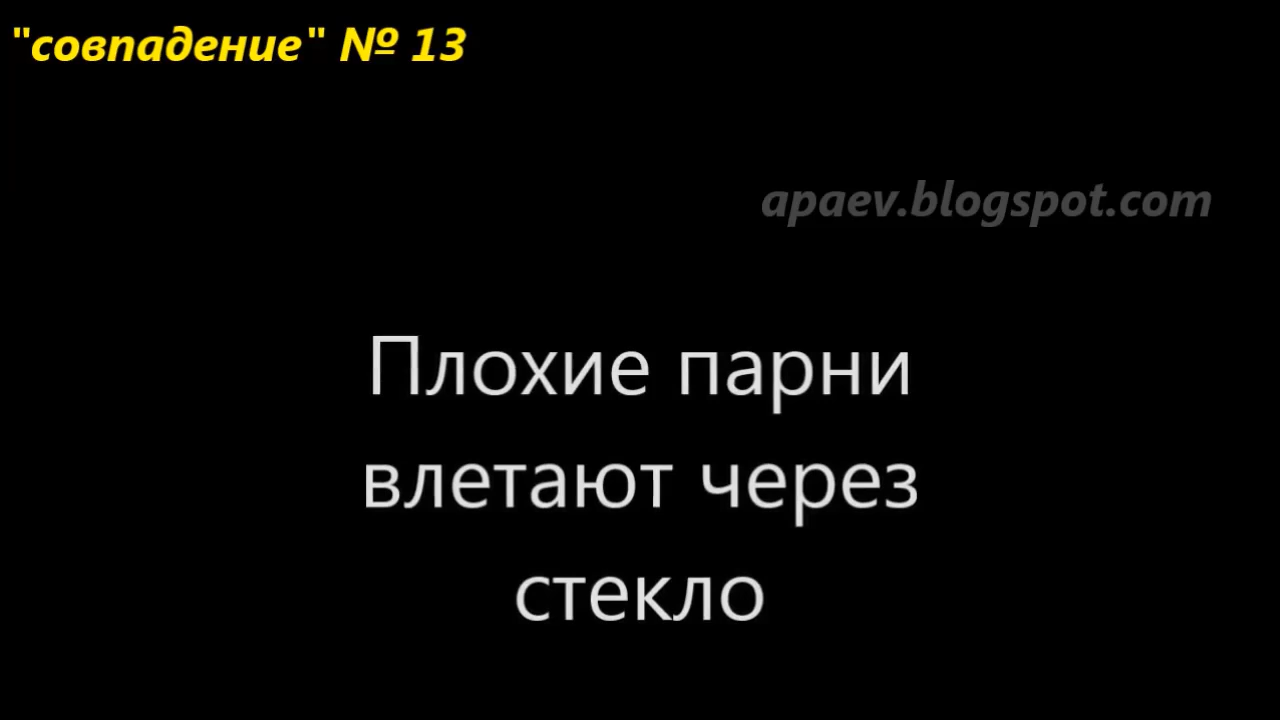 "совпадение" № 13
apaev.blogspot.com
Плохие парни
влетают через
стекло